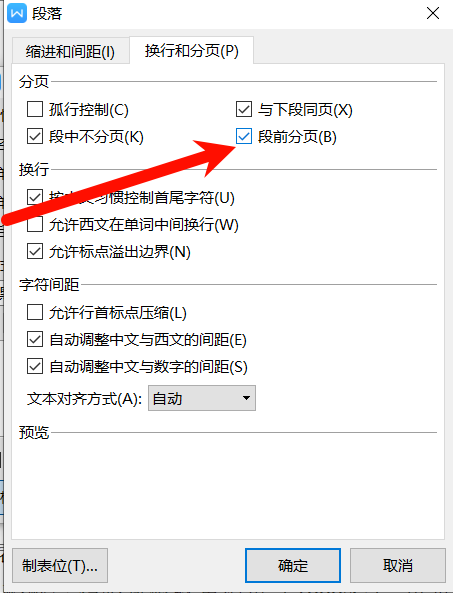 段落
缩进和间距(I) 换行和分页(P)
分页
孤行控制(C) 与下段同页(X)
段中不分页(K) 段前分页(B)
换行
按中文习惯控制首尾字符(U)
允许西文在单词中间换行(W)
允许标点溢出边界(N)
字符间距
允许行首标点压缩(L)
自动调整中文与西文的间距(E)
自动调整中文与数字的间距(S)
文本对齐方式(A): 自动
预览
制表位(T)... 确定 取消